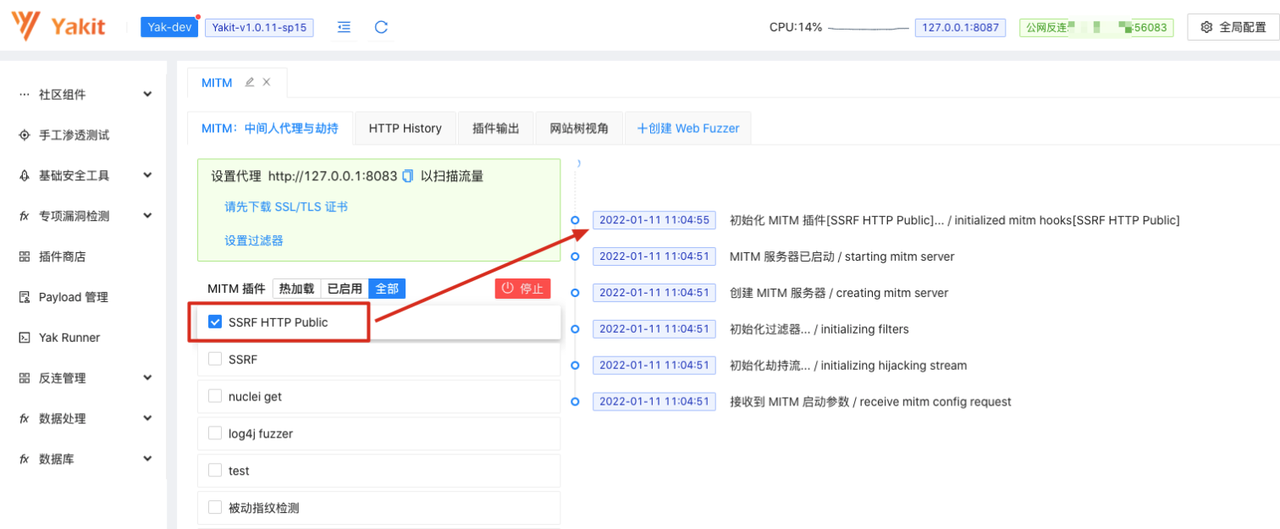 Yakit
Yak-dev
Yakit-v1.0.11-sp15
CPU:14%
127.0.0.1:8087
公网反连
:56083
全局配置
社区组件
手工渗透测试
基础安全工具
专项漏洞检测
插件商店
Payload 管理
Yak Runner
反连管理
数据处理
数据库
MITM
MITM：中间人代理与劫持
HTTP History
插件输出
网站树视角
+创建 Web Fuzzer
设置代理 http://127.0.0.1:8083 以扫描流量
请先下载 SSL/TLS 证书
设置过滤器
MITM 插件 热加载 已启用 全部 停止
SSRF HTTP Public
SSRF
nuclei get
log4j fuzzer
test
被动指纹检测
2022-01-11 11:04:55 初始化 MITM 插件[SSRF HTTP Public]... / initialized mitm hooks[SSRF HTTP Public]
2022-01-11 11:04:51 MITM 服务器已启动 / starting mitm server
2022-01-11 11:04:51 创建 MITM 服务器 / creating mitm server
2022-01-11 11:04:51 初始化过滤器... / initializing filters
2022-01-11 11:04:51 初始化劫持流... / initializing hijacking stream
2022-01-11 11:04:51 接收到 MITM 启动参数 / receive mitm config request